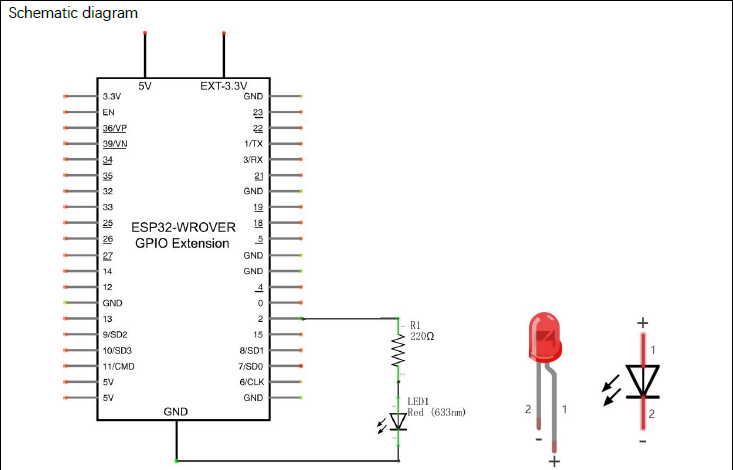 Schematic diagram
5V
EXT-3.3V
3.3V
GND
EN
23
36/VP
22
39/VN
1/TX
34
3/RX
35
21
32
GND
33
19
25
18
26
5
27
GND
14
GND
12
4
GND
0
13
2
9/SD2
15
10/SD3
8/SD1
11/CMD
7/SD0
5V
6/CLK
5V
GND
ESP32-WROVER
GPIO Extension
GND
R1
220Ω
LED1
Red (633nm)
2
1
-
+
+
1
2
-